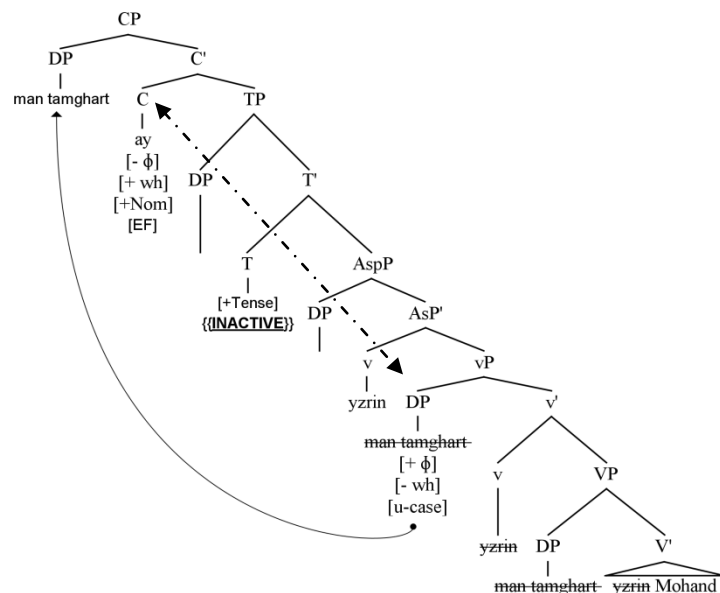 CP
DP C'
man tamghart C TP
ay
[- ϕ] DP T'
[+ wh]
[+Nom]
[EF]
T AspP
[+Tense] DP AsP'
{{INACTIVE}}
v vP
yzrin DP v'
man tamghart
[+ ϕ] v VP
[- wh]
[u-case]
yzrin DP V'
man tamghart yzrin Mohand